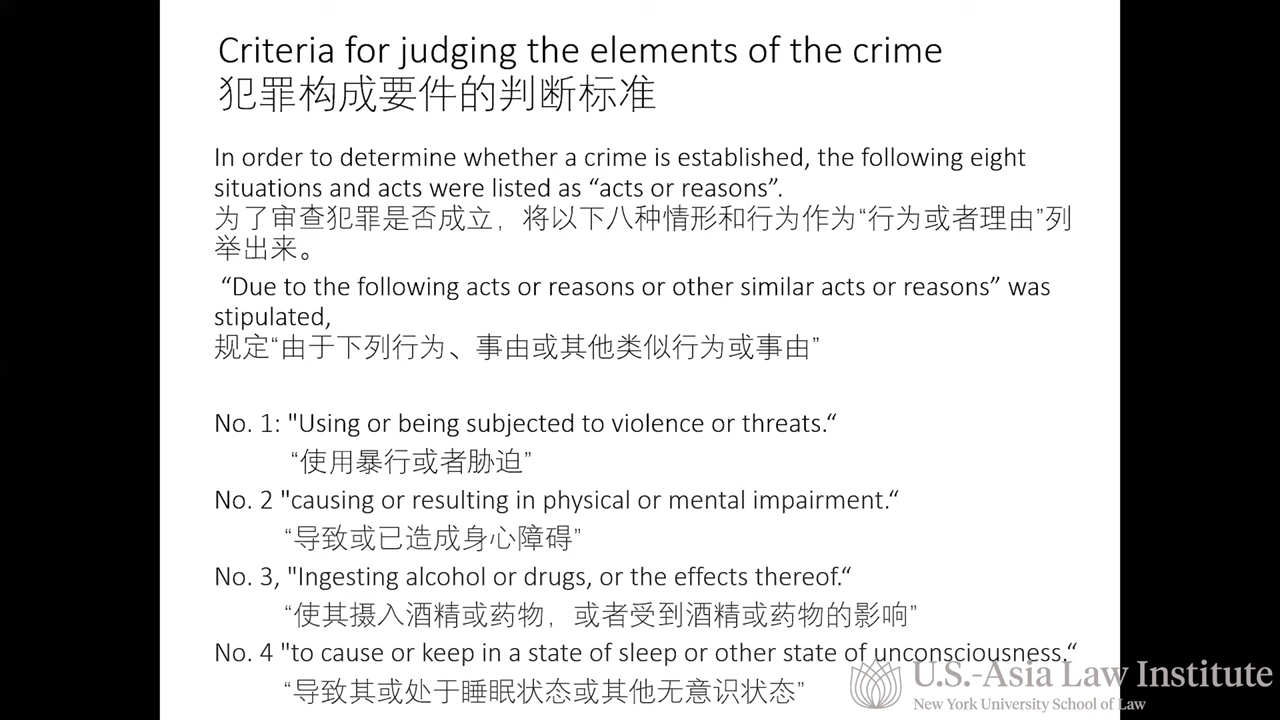 Criteria for judging the elements of the crime
犯罪构成要件的判断标准
In order to determine whether a crime is established, the following eight
situations and acts were listed as “acts or reasons”.
为了审查犯罪是否成立，将以下八种情形和行为作为“行为或者理由”列
举出来。
“Due to the following acts or reasons or other similar acts or reasons” was
stipulated,
规定“由于下列行为、事由或其他类似行为或事由”
No. 1: "Using or being subjected to violence or threats.“
“使用暴行或者胁迫”
No. 2 "causing or resulting in physical or mental impairment.“
“导致或已造成身心障碍”
No. 3, "Ingesting alcohol or drugs, or the effects thereof.“
“使其摄入酒精或药物，或者受到酒精或药物的影响”
No. 4 "to cause or keep in a state of sleep or other state of unconsciousness.“
“导致其或处于睡眠状态或其他无意识状态”
U.S.-Asia Law Institute
New York University School of Law